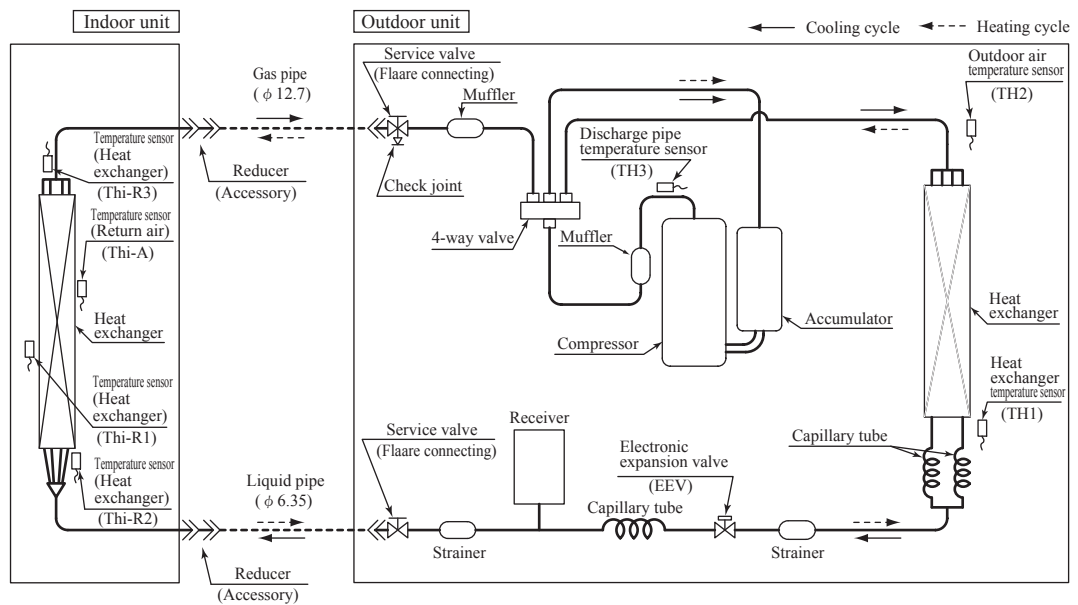 Indoor unit
Outdoor unit
Cooling cycle
Heating cycle
Service valve
(Flaare connecting)
Gas pipe
( φ 12.7)
Muffler
Outdoor air
temperature sensor
(TH2)
Discharge pipe
temperature sensor
(TH3)
Temperature sensor
(Heat
exchanger)
(Thi-R3)
Reducer
(Accessory)
Check joint
Temperature sensor
(Return air)
(Thi-A)
4-way valve
Muffler
Heat
exchanger
Heat
exchanger
Accumulator
Compressor
Heat
exchanger
temperature sensor
(TH1)
Temperature sensor
(Heat
exchanger)
(Thi-R1)
Receiver
Service valve
(Flaare connecting)
Electronic
expansion valve
(EEV)
Capillary tube
Temperature sensor
(Heat
exchanger)
(Thi-R2)
Liquid pipe
( φ 6.35)
Capillary tube
Strainer
Strainer
Reducer
(Accessory)